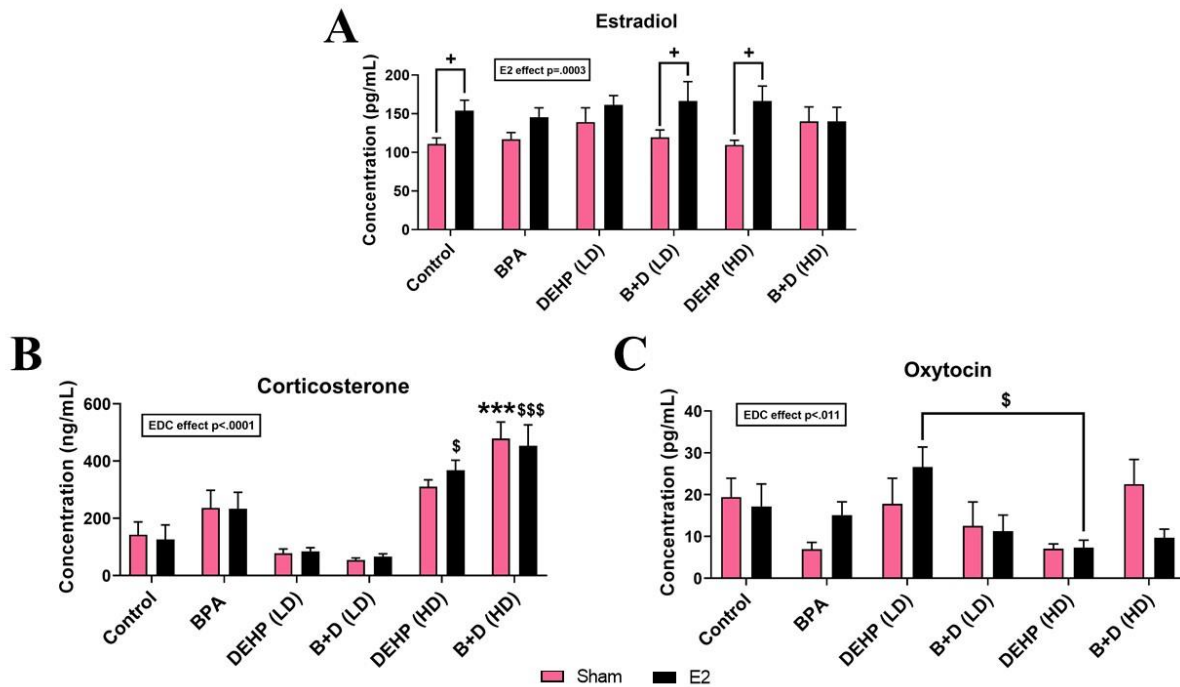 A
Estradiol
Concentration (pg/mL)
200
150
100
50
0
E2 effect p=.0003
+
+
+
Control
BPA
DEHP (LD)
B+D (LD)
DEHP (HD)
B+D (HD)
B
Corticosterone
Concentration (ng/mL)
600
400
200
0
EDC effect p<.0001
$
***
$$$
Control
BPA
DEHP (LD)
B+D (LD)
DEHP (HD)
B+D (HD)
C
Oxytocin
Concentration (pg/mL)
40
30
20
10
0
EDC effect p<.011
$
Control
BPA
DEHP (LD)
B+D (LD)
DEHP (HD)
B+D (HD)
Sham
E2